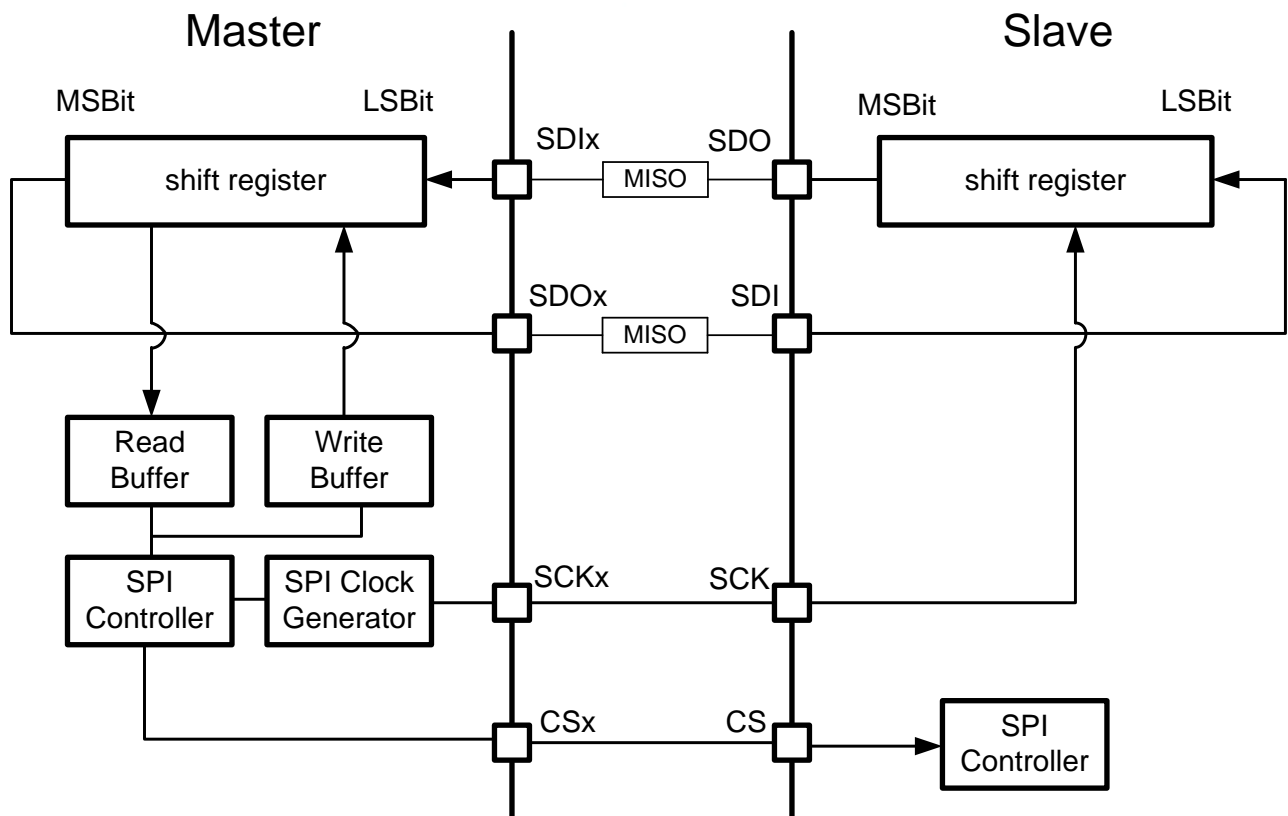 Master
Slave
MSBit
LSBit
MSBit
LSBit
SDIx
SDO
shift register
MISO
shift register
SDOx
SDI
MISO
Read
Buffer
Write
Buffer
SPI
Controller
SPI Clock
Generator
SCKx
SCK
CSx
CS
SPI
Controller